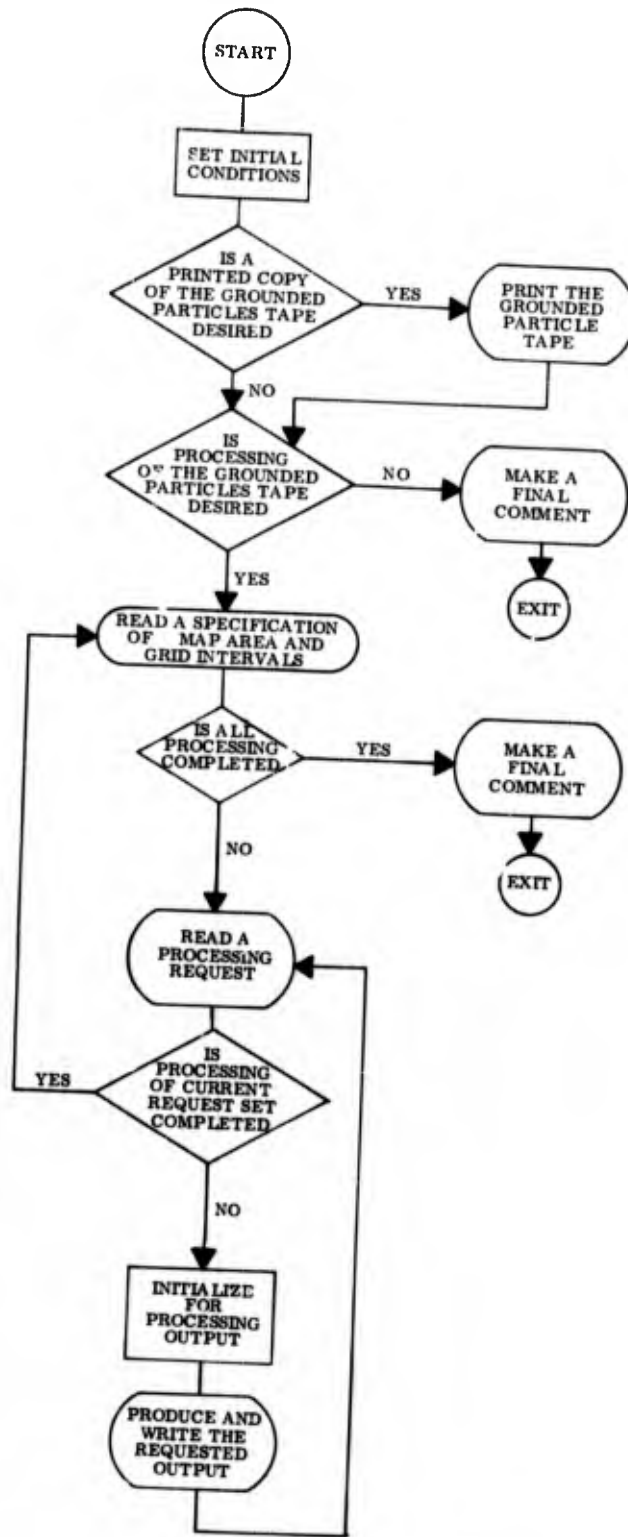 START
SET INITIAL
CONDITIONS
IS A
PRINTED COPY
OF THE GROUNDED
PARTICLES TAPE
DESIRED
YES
PRINT THE
GROUNDED
PARTICLE
TAPE
NO
IS
PROCESSING
OF THE GROUNDED
PARTICLES TAPE
DESIRED
NO
MAKE A
FINAL
COMMENT
EXIT
YES
READ A SPECIFICATION
OF MAP AREA AND
GRID INTERVALS
IS ALL
PROCESSING
COMPLETED
YES
MAKE A
FINAL
COMMENT
EXIT
NO
READ A
PROCESSING
REQUEST
IS
PROCESSING
OF CURRENT
REQUEST SET
COMPLETED
YES
NO
INITIALIZE
FOR
PROCESSING
OUTPUT
PRODUCE AND
WRITE THE
REQUESTED
OUTPUT